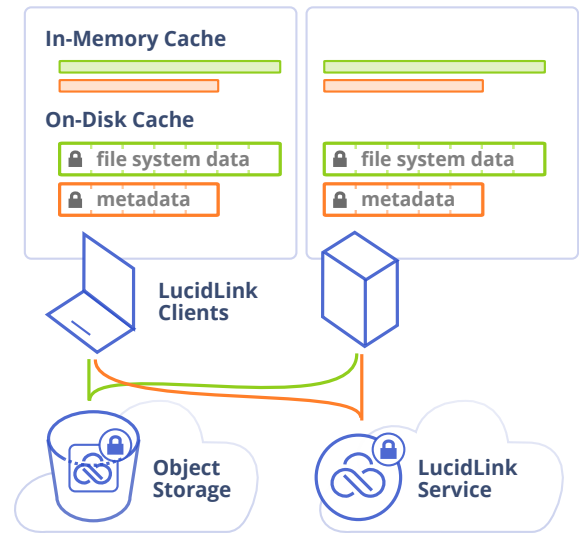 In-Memory Cache
On-Disk Cache
file system data
file system data
metadata
metadata
LucidLink
Clients
Object
Storage
LucidLink
Service